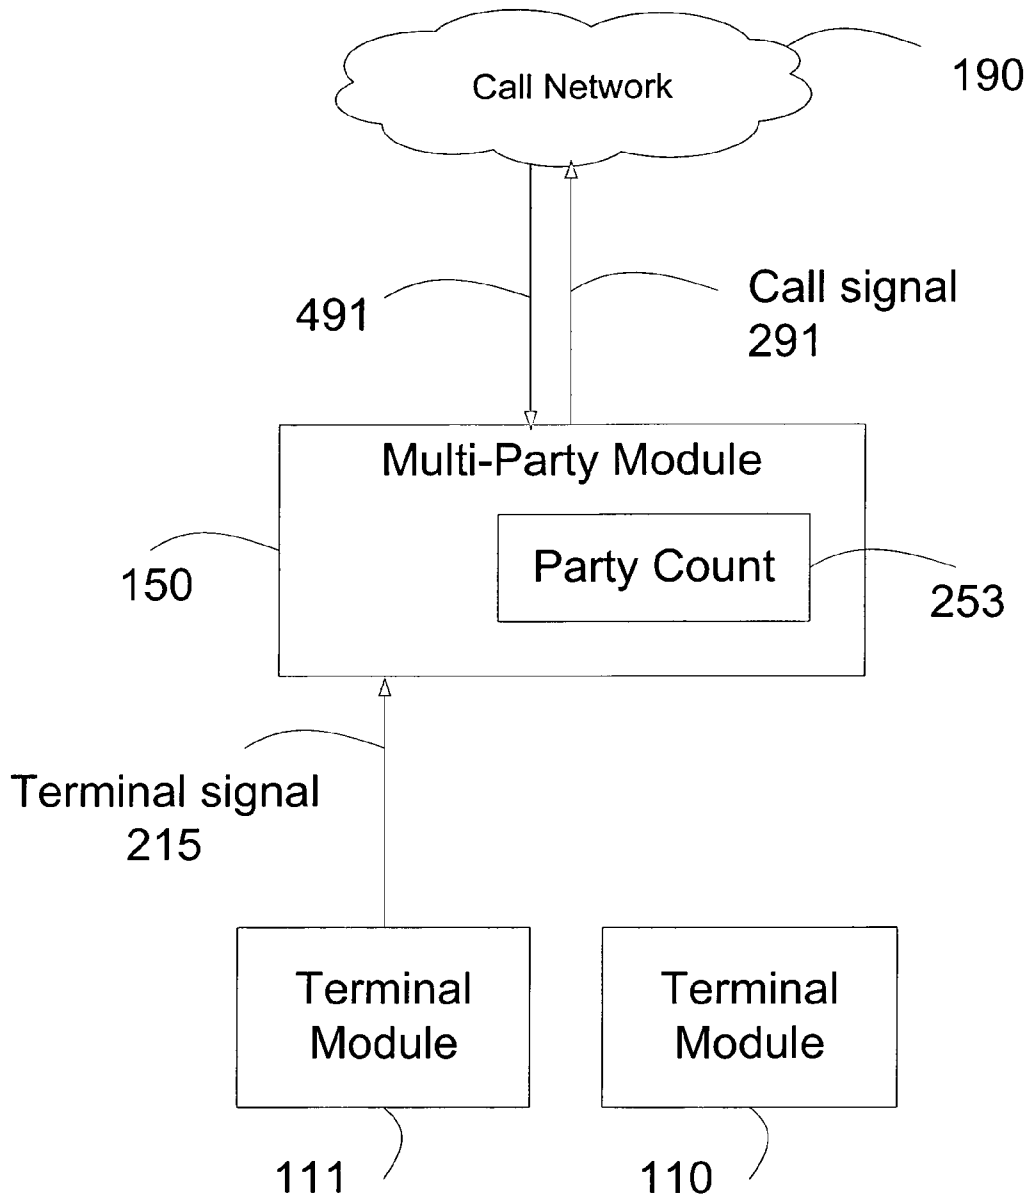 Call Network
190
491
Call signal
291
Multi-Party Module
Party Count
150
253
Terminal signal
215
Terminal
Module
Terminal
Module
111
110